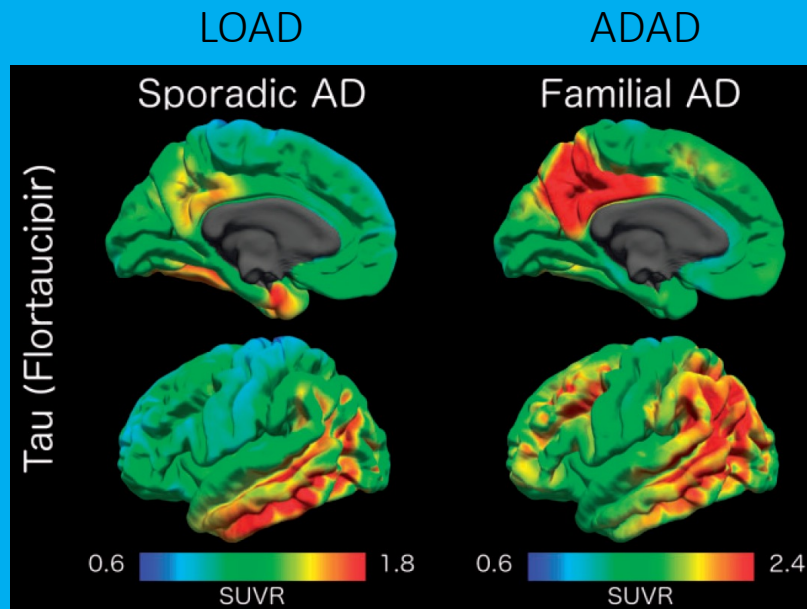 LOAD
ADAD
Sporadic AD
Familial AD
Tau (Flortaucipir)
0.6
1.8
SUVR
0.6
2.4
SUVR